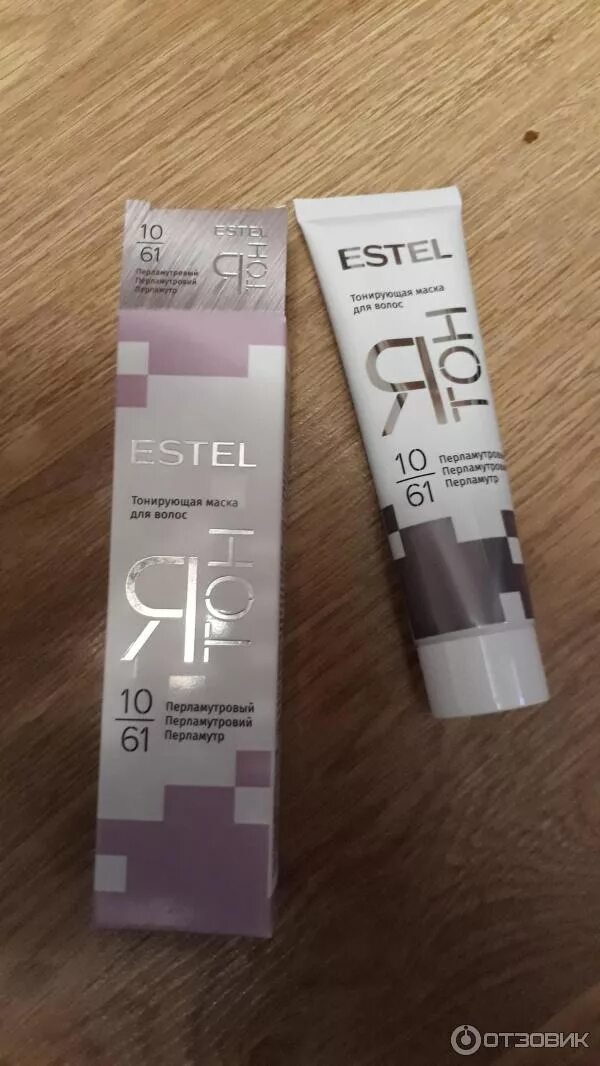 10
61
ESTEL
Я ТОН
Перламутровый
Перламутровий
Перламутр
ESTEL
Тонирующая маска
для волос
Я ТОН
10
61
Перламутровый
Перламутровий
Перламутр
ESTEL
Тонирующая маска
для волос
Я ТОН
10
61
Перламутровый
Перламутровий
Перламутр
ОТЗОВИК